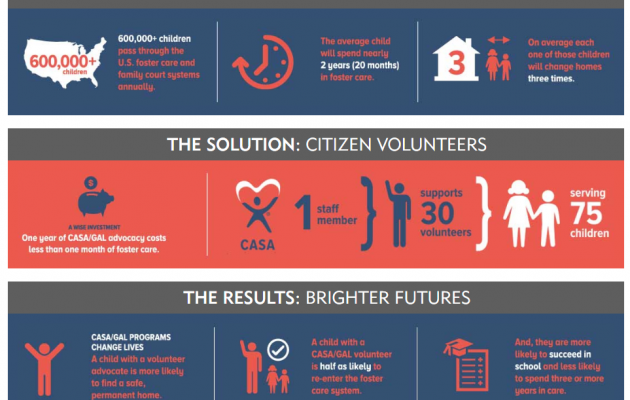 600,000+
children
600,000+ children
pass through the
U.S. foster care and
family court systems
annually.
The average child
will spend nearly
2 years (20 months)
in foster care.
3
On average each
one of those children
will change homes
three times.
THE SOLUTION: CITIZEN VOLUNTEERS
A WISE INVESTMENT
One year of CASA/GAL advocacy costs
less than one month of foster care.
CASA
1 staff
member
supports
30
volunteers
serving
75
children
THE RESULTS: BRIGHTER FUTURES
CASA/GAL PROGRAMS
CHANGE LIVES
A child with a volunteer
advocate is more likely
to find a safe,
permanent home.
A child with a
CASA/GAL volunteer
is half as likely to
re-enter the foster
care system.
And, they are more
likely to succeed in
school and less likely
to spend three or more
years in care.